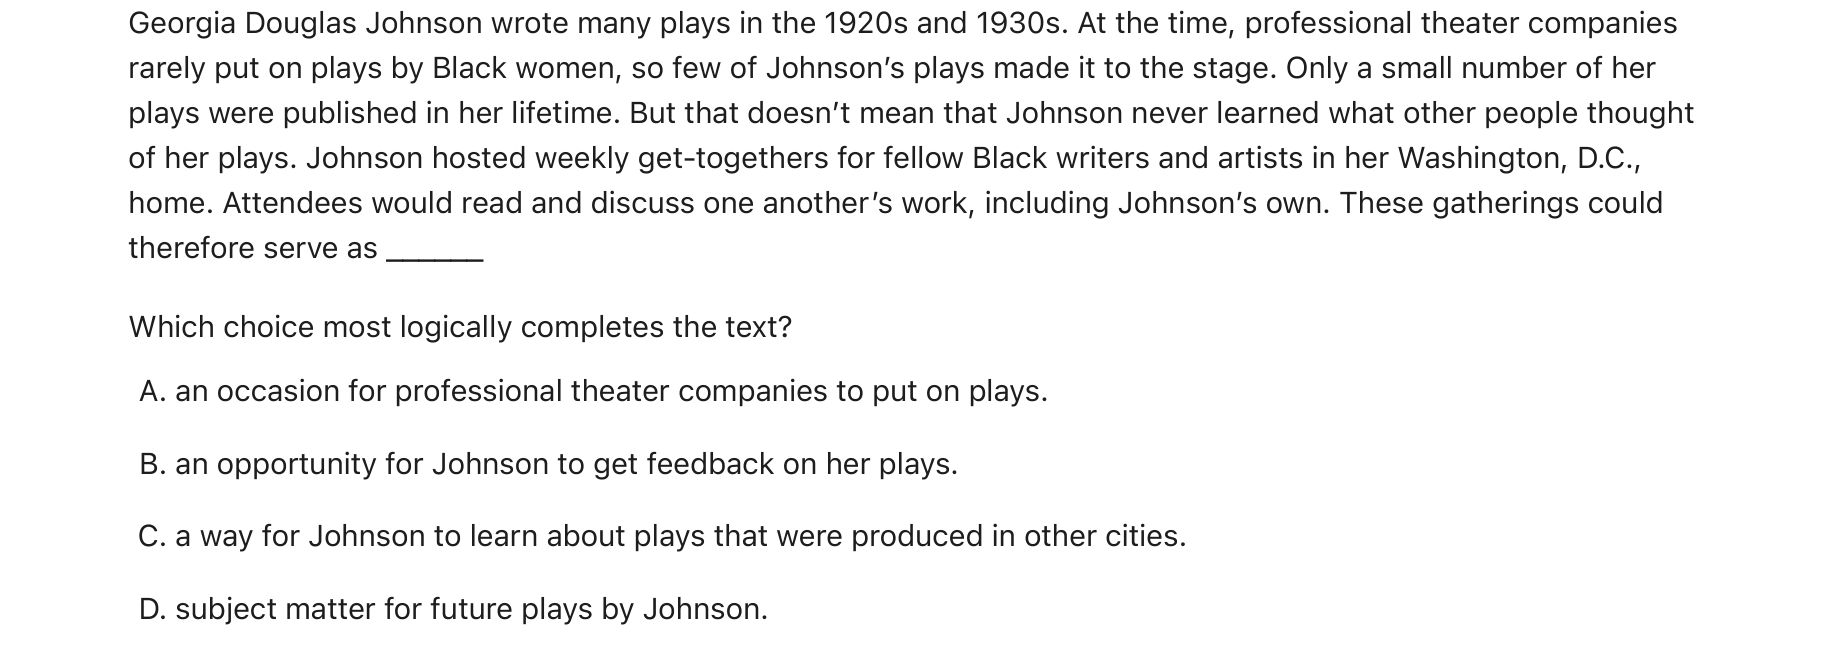 Georgia Douglas Johnson wrote many plays in the 1920s and 1930s. At the time, professional theater companies
rarely put on plays by Black women, so few of Johnson’s plays made it to the stage. Only a small number of her
plays were published in her lifetime. But that doesn’t mean that Johnson never learned what other people thought
of her plays. Johnson hosted weekly get-togethers for fellow Black writers and artists in her Washington, D.C.,
home. Attendees would read and discuss one another’s work, including Johnson’s own. These gatherings could
therefore serve as ______
Which choice most logically completes the text?
A. an occasion for professional theater companies to put on plays.
B. an opportunity for Johnson to get feedback on her plays.
C. a way for Johnson to learn about plays that were produced in other cities.
D. subject matter for future plays by Johnson.